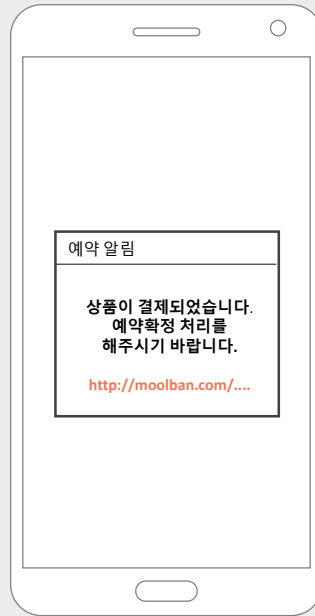 예약 알림
상품이 결제되었습니다.
예약확정 처리를
해주시기 바랍니다.
http://moolban.com/....